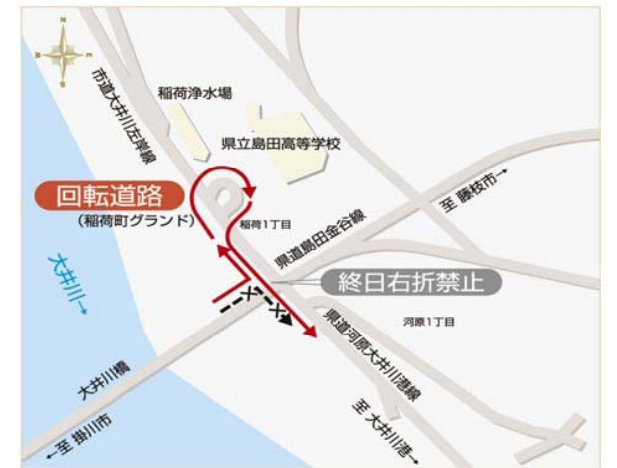 N
W
E
S
市道大井川左岸線
稲荷浄水場
県立島田高等学校
回転道路
(稲荷町グランド)
稲荷1丁目
県道島田金谷線
至 藤枝市→
大井川→
終日右折禁止
河原1丁目
県道河原大井川港線
大井川橋
←至 掛川市
至 大井川港→